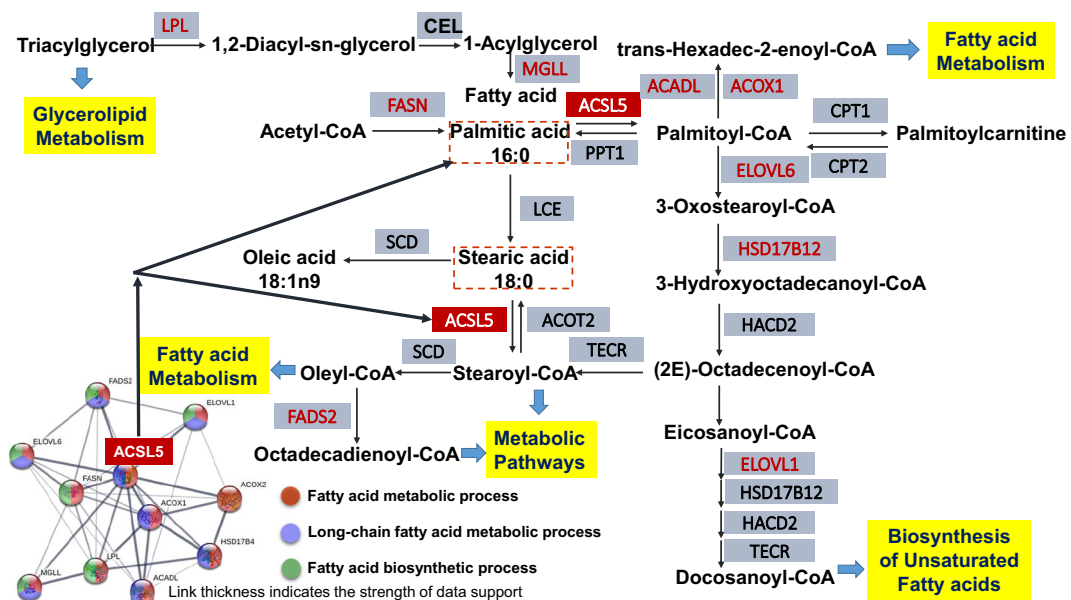 LPL
CEL
Triacylglycerol
1,2-Diacyl-sn-glycerol
1-Acylglycerol
trans-Hexadec-2-enoyl-CoA
Fatty acid
Metabolism
MGLL
Glycerolipid
Metabolism
Fatty acid
FASN
ACSL5
ACADL
ACOX1
CPT1
Acetyl-CoA
Palmitic acid
16:0
Palmitoyl-CoA
Palmitoylcarnitine
PPT1
ELOVL6
CPT2
LCE
3-Oxostearoyl-CoA
SCD
HSD17B12
Oleic acid
18:1n9
Stearic acid
18:0
3-Hydroxyoctadecanoyl-CoA
ACSL5
ACOT2
HACD2
Fatty acid
Metabolism
SCD
TECR
Oleyl-CoA
Stearoyl-CoA
(2E)-Octadecenoyl-CoA
FADS2
Metabolic
Pathways
Octadecadienoyl-CoA
Eicosanoyl-CoA
ELOVL1
HSD17B12
HACD2
TECR
Docosanoyl-CoA
Biosynthesis
of Unsaturated
Fatty acids
FADS2
ELOVL1
ELOVL6
ACSL5
FASN
ACOX2
ACOX1
HSD17B4
LPL
MGLL
ACADL
Fatty acid metabolic process
Long-chain fatty acid metabolic process
Fatty acid biosynthetic process
Link thickness indicates the strength of data support